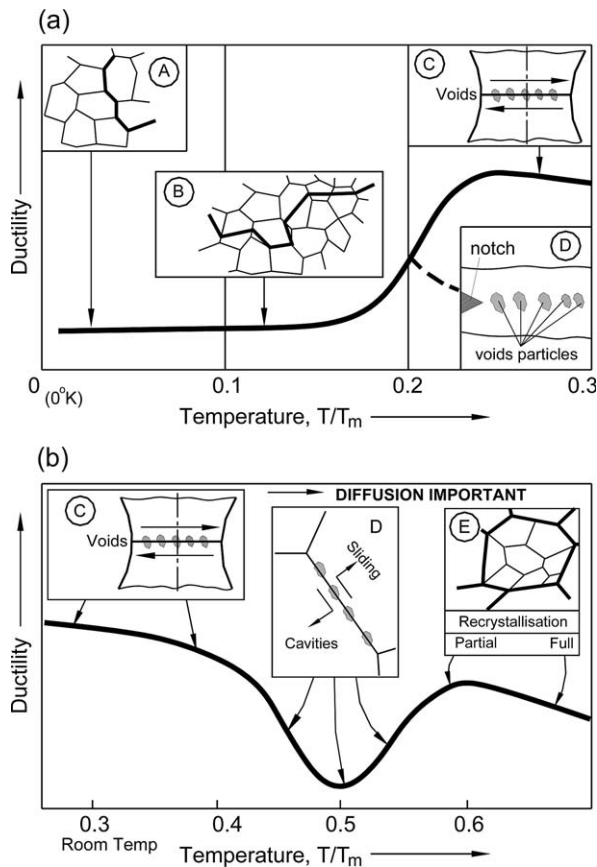 (a)
A
B
C
Voids
D
notch
voids particles
Ductility
0
(0°K)
0.1
0.2
0.3
Temperature, T/Tm
(b)
DIFFUSION IMPORTANT
C
Voids
D
Sliding
Cavities
E
Recrystallisation
Partial Full
Ductility
0.3
0.4
0.5
0.6
Room Temp
Temperature, T/Tm